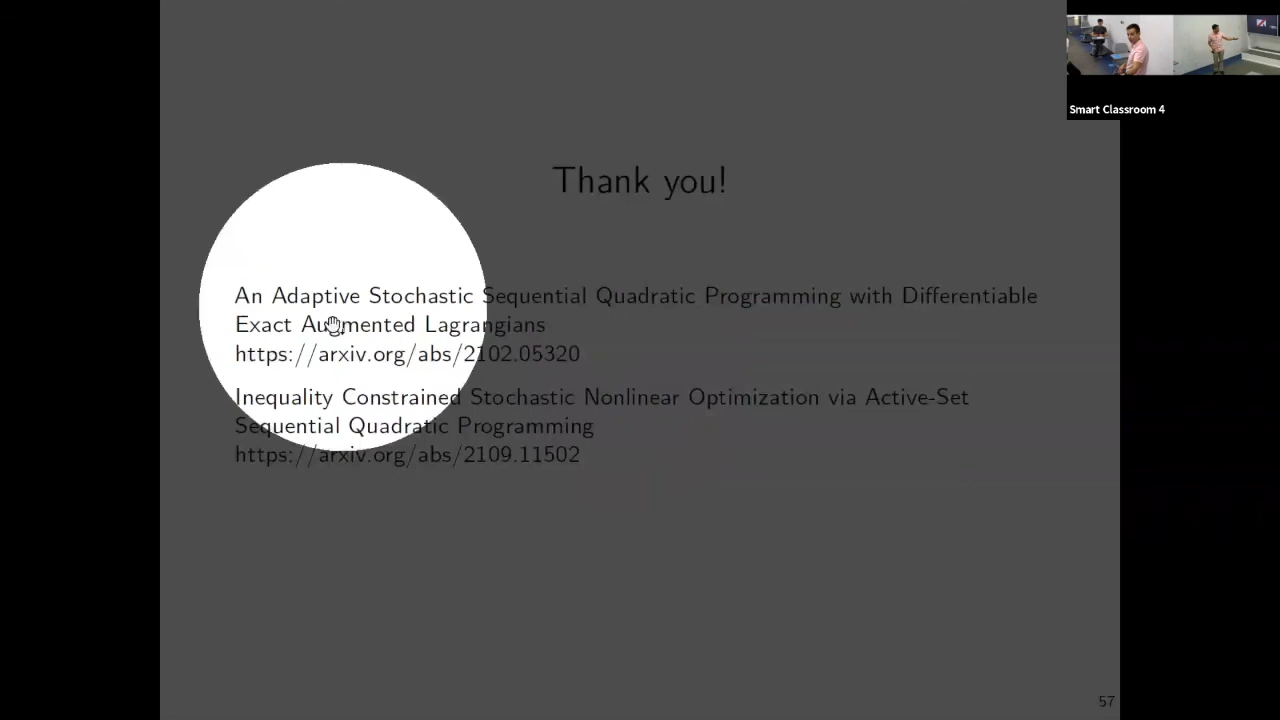 Smart Classroom 4
Thank you!
An Adaptive Stochastic Sequential Quadratic Programming with Differentiable
Exact Augmented Lagrangians
https://arxiv.org/abs/2102.05320
Inequality Constrained Stochastic Nonlinear Optimization via Active-Set
Sequential Quadratic Programming
https://arxiv.org/abs/2109.11502
57